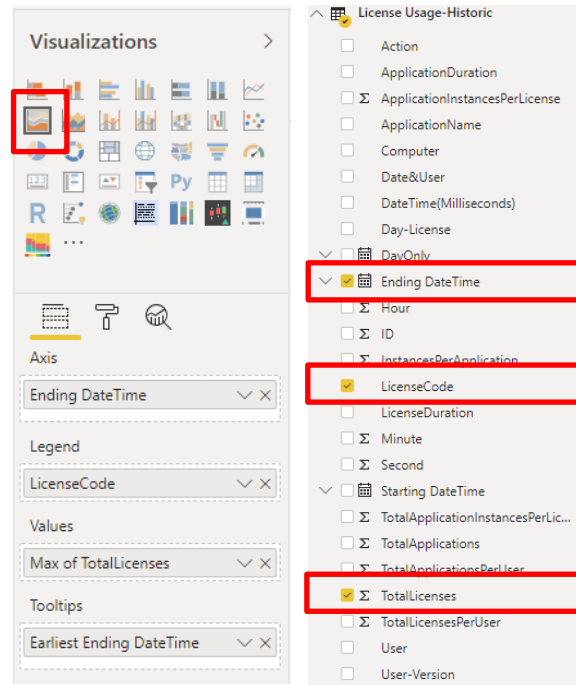 Visualizations
123
Py
R
Axis
Ending DateTime
Legend
LicenseCode
Values
Max of TotalLicenses
Tooltips
Earliest Ending DateTime
License Usage-Historic
Action
ApplicationDuration
Σ ApplicationInstancesPerLicense
ApplicationName
Computer
Date&User
DateTime(Milliseconds)
Day-License
DayOnly
Ending DateTime
Σ Hour
Σ ID
Σ InstancesPerApplication
LicenseCode
LicenseDuration
Σ Minute
Σ Second
Starting DateTime
Σ TotalApplicationInstancesPerLic...
Σ TotalApplications
Σ TotalApplicationsPerUser
Σ TotalLicenses
Σ TotalLicensesPerUser
User
User-Version